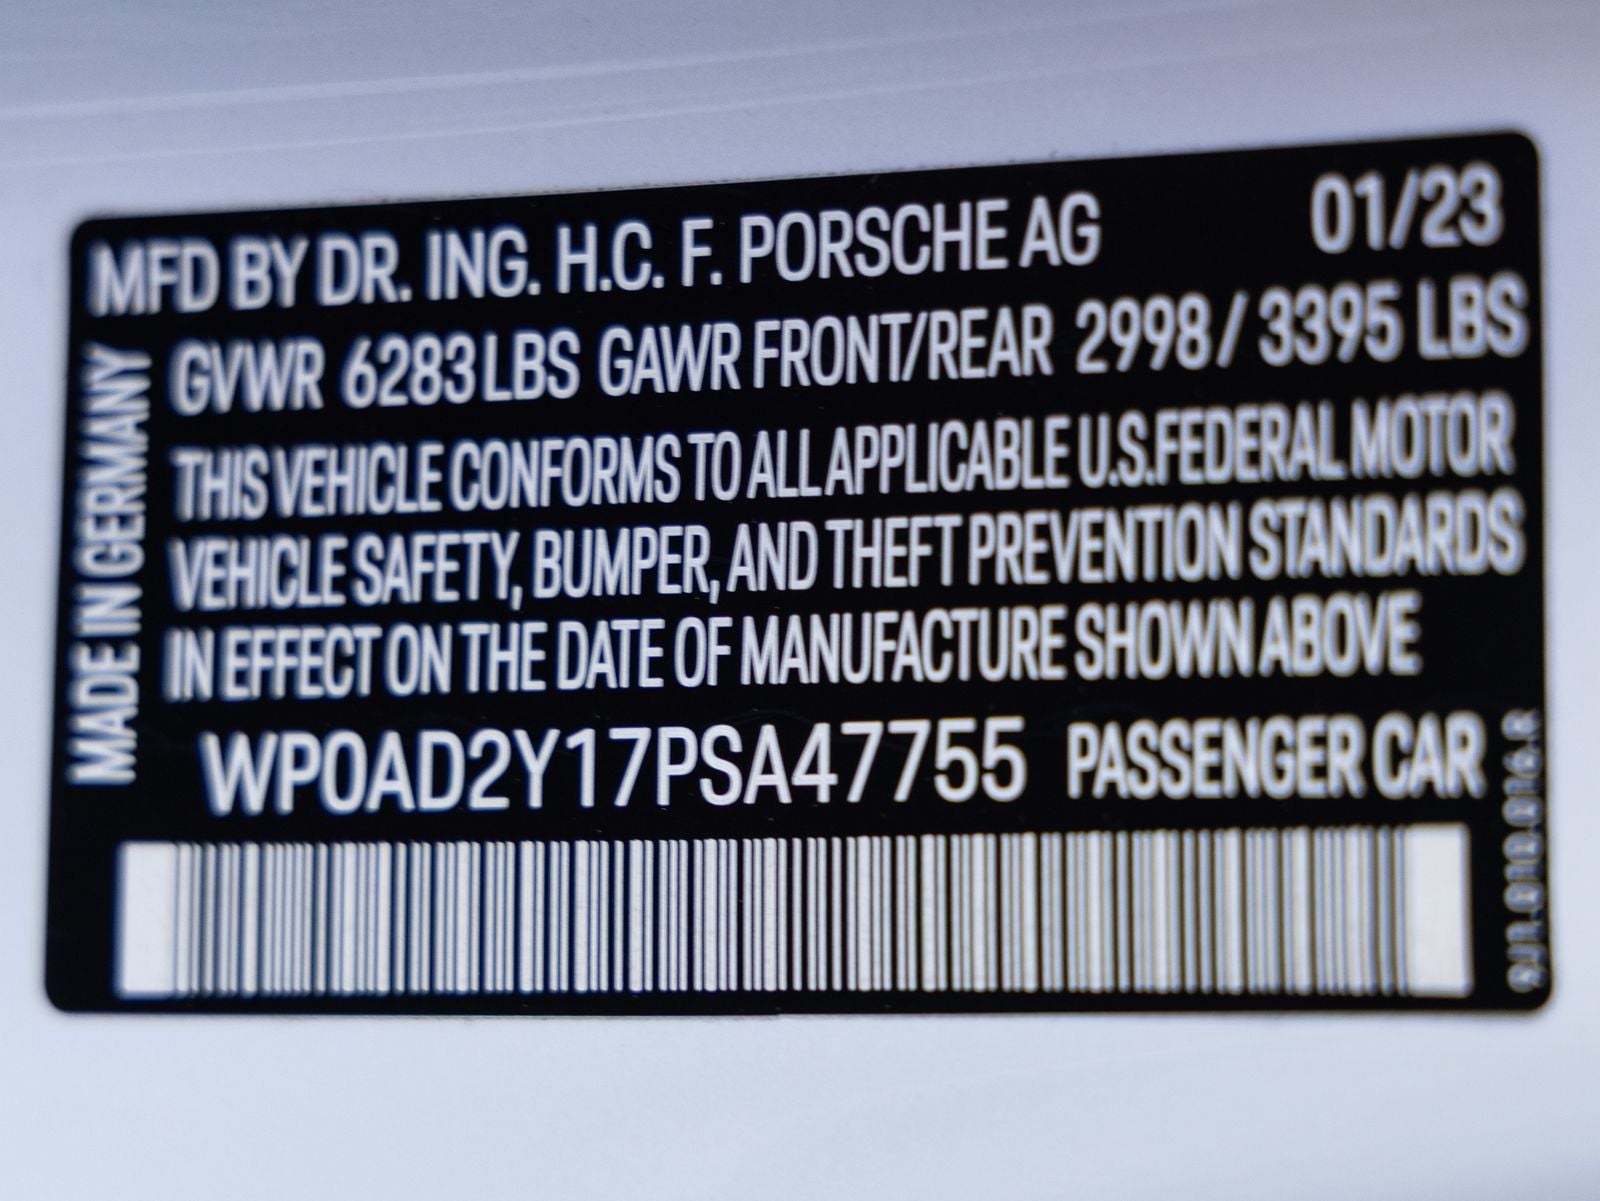 MFD BY DR. ING. H.C. F. PORSCHE AG 01/23
GVWR 6283 LBS GAWR FRONT/REAR 2998 / 3395 LBS
THIS VEHICLE CONFORMS TO ALL APPLICABLE U.S. FEDERAL MOTOR
VEHICLE SAFETY, BUMPER, AND THEFT PREVENTION STANDARDS
IN EFFECT ON THE DATE OF MANUFACTURE SHOWN ABOVE
WP0AD2Y17PSA47755 PASSENGER CAR
MADE IN GERMANY